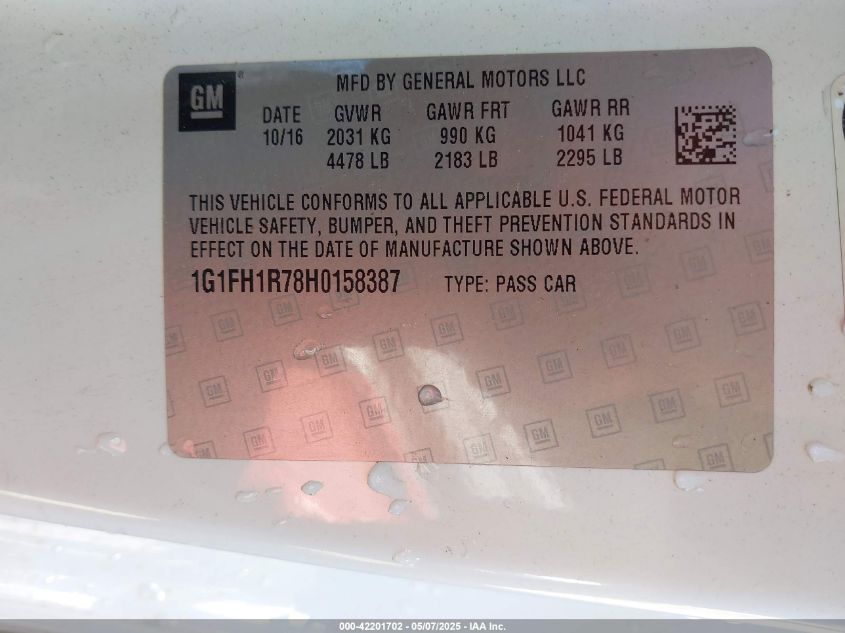 GM ®
MFD BY GENERAL MOTORS LLC
DATE GVWR GAWR FRT GAWR RR
10/16 2031 KG 990 KG 1041 KG
4478 LB 2183 LB 2295 LB
THIS VEHICLE CONFORMS TO ALL APPLICABLE U.S. FEDERAL MOTOR
VEHICLE SAFETY, BUMPER, AND THEFT PREVENTION STANDARDS IN
EFFECT ON THE DATE OF MANUFACTURE SHOWN ABOVE.
1G1FH1R78H0158387 TYPE: PASS CAR
000-42201702 - 05/07/2025 - IAA Inc.